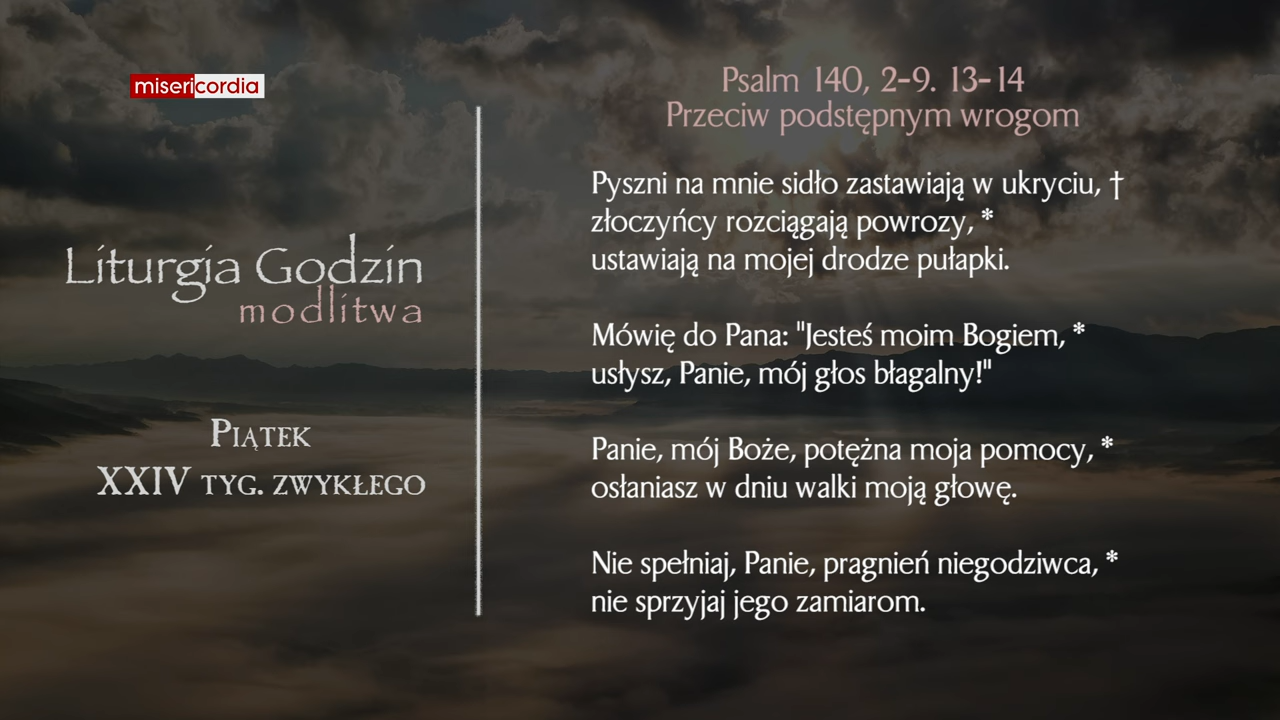 misericordia
Liturgia Godzin
modlitwa
Piątek
XXIV tyg. zwykłego
Psalm 140, 2-9. 13-14
Przeciw podstępnym wrogom
Pyszni na mnie sidło zastawiają w ukryciu, †
złoczyńcy rozciągają powrozy, *
ustawiają na mojej drodze pułapki.
Mówię do Pana: "Jesteś moim Bogiem, *
usłysz, Panie, mój głos błagalny!"
Panie, mój Boże, potężna moja pomocy, *
osłaniasz w dniu walki moją głowę.
Nie spełniaj, Panie, pragnień niegodziwca, *
nie sprzyjaj jego zamiarom.